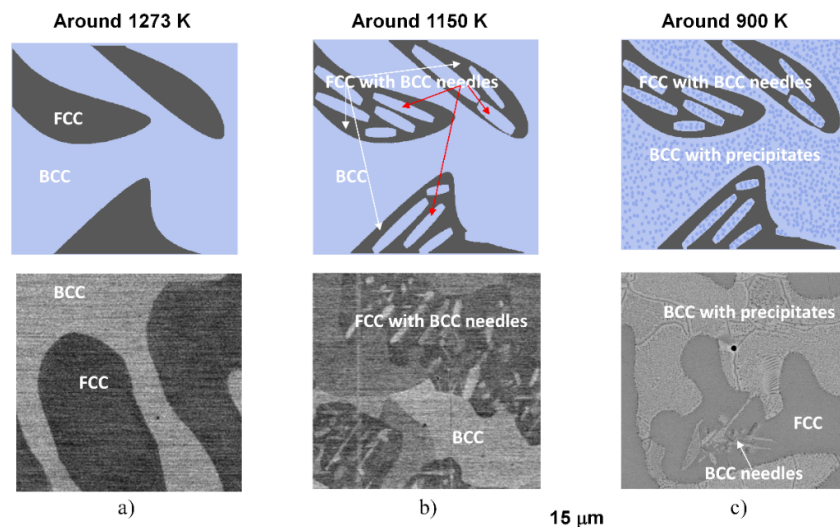 Around 1273 K
Around 1150 K
Around 900 K
FCC
BCC
FCC with BCC needles
BCC
FCC with BCC needles
BCC with precipitates
BCC
FCC
FCC with BCC needles
BCC
BCC with precipitates
FCC
BCC needles
a)
b)
15 μm
c)